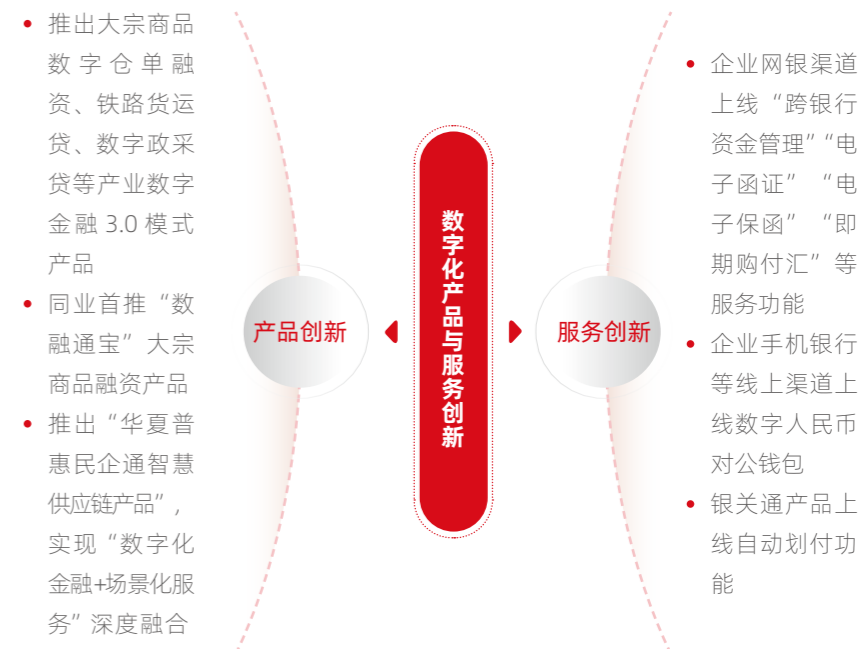 • 推出大宗商品
数字仓单融
资、铁路货运
贷、数字政采
贷等产业数字
金融 3.0 模式
产品
• 同业首推“数
融通宝”大宗
商品融资产品
• 推出“华夏普
惠民企通智慧
供应链产品”,
实现“数字化
金融+场景化服
务”深度融合
产品创新
数字化产品与服务创新
服务创新
• 企业网银渠道
上线“跨银行
资金管理”“电
子函证”“电
子保函”“即
期购付汇”等
服务功能
• 企业手机银行
等线上渠道上
线数字人民币
对公钱包
• 银关通产品上
线自动划付功
能